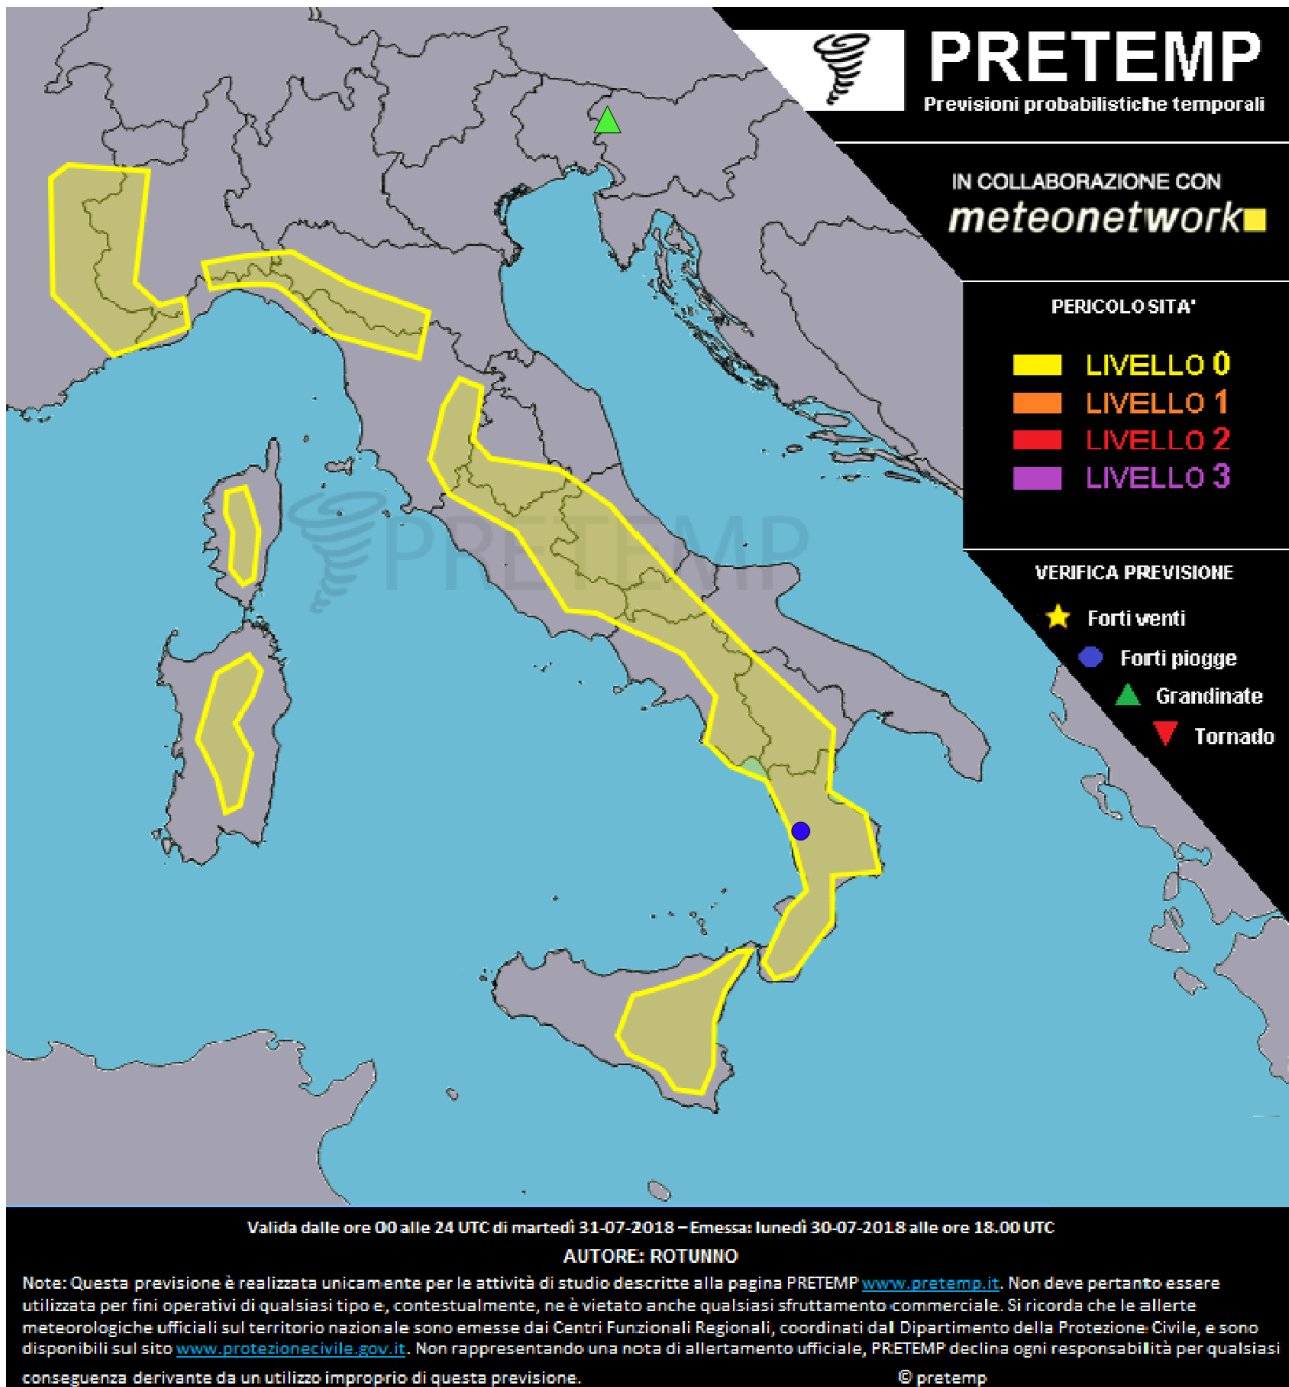 PRETEMP
Previsioni probabilistiche temporali
IN COLLABORAZIONE CON
meteonetwork
PERICOLOSITA'
LIVELLO 0
LIVELLO 1
LIVELLO 2
LIVELLO 3
VERIFICA PREVISIONE
Forti venti
Forti piogge
Grandinate
Tornado
PRETEMP
Valida dalle ore 00 alle 24 UTC di martedì 31-07-2018 – Emessa: lunedì 30-07-2018 alle ore 18.00 UTC
AUTORE: ROTUNNO
Note: Questa previsione è realizzata unicamente per le attività di studio descritte alla pagina PRETEMP www.pretemp.it. Non deve pertanto essere
utilizzata per fini operativi di qualsiasi tipo e, contestualmente, ne è vietato anche qualsiasi sfruttamento commerciale. Si ricorda che le allerte
meteorologiche ufficiali sul territorio nazionale sono emesse dai Centri Funzionali Regionali, coordinati dal Dipartimento della Protezione Civile, e sono
disponibili sul sito www.protezionecivile.gov.it. Non rappresentando una nota di allertamento ufficiale, PRETEMP declina ogni responsabilità per qualsiasi
conseguenza derivante da un utilizzo improprio di questa previsione. © pretemp